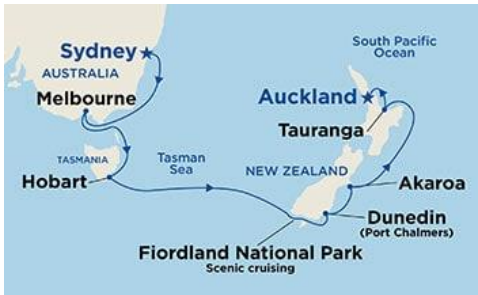 South Pacific
Ocean
Sydney
AUSTRALIA
Melbourne
Auckland
Tauranga
TASMANIA
Tasman
Sea
NEW ZEALAND
Hobart
Akaroa
Dunedin
(Port Chalmers)
Fiordland National Park
Scenic cruising